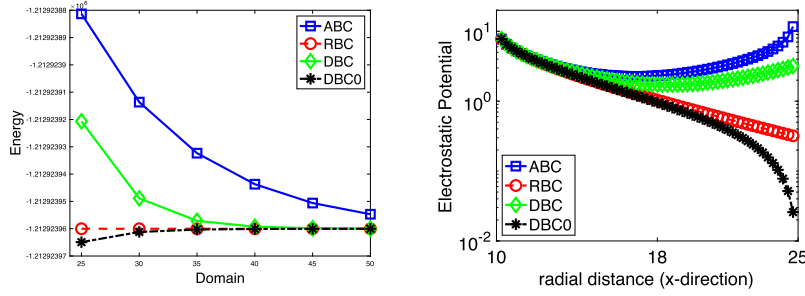 ×10⁶
-1.21292388
-1.21292389
-1.2129239
-1.21292391
-1.21292392
-1.21292393
-1.21292394
-1.21292395
-1.21292396
-1.21292397
Energy
25 30 35 40 45 50
Domain
ABC
RBC
DBC
DBC0
10¹
10⁰
10⁻²
Electrostatic Potential
10 18 25
radial distance (x-direction)
ABC
RBC
DBC
DBC0